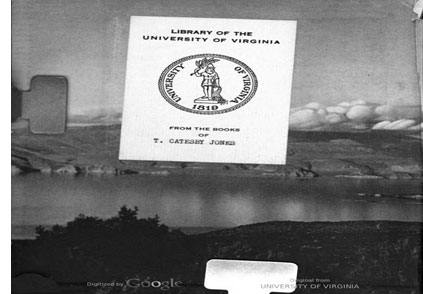 LIBRARY OF THE
UNIVERSITY OF VIRGINIA
UNIVERSITY OF VIRGINIA
1819
FROM THE BOOKS
OF
T. CATESBY JONES
Digitized by Google
Original from
UNIVERSITY OF VIRGINIA